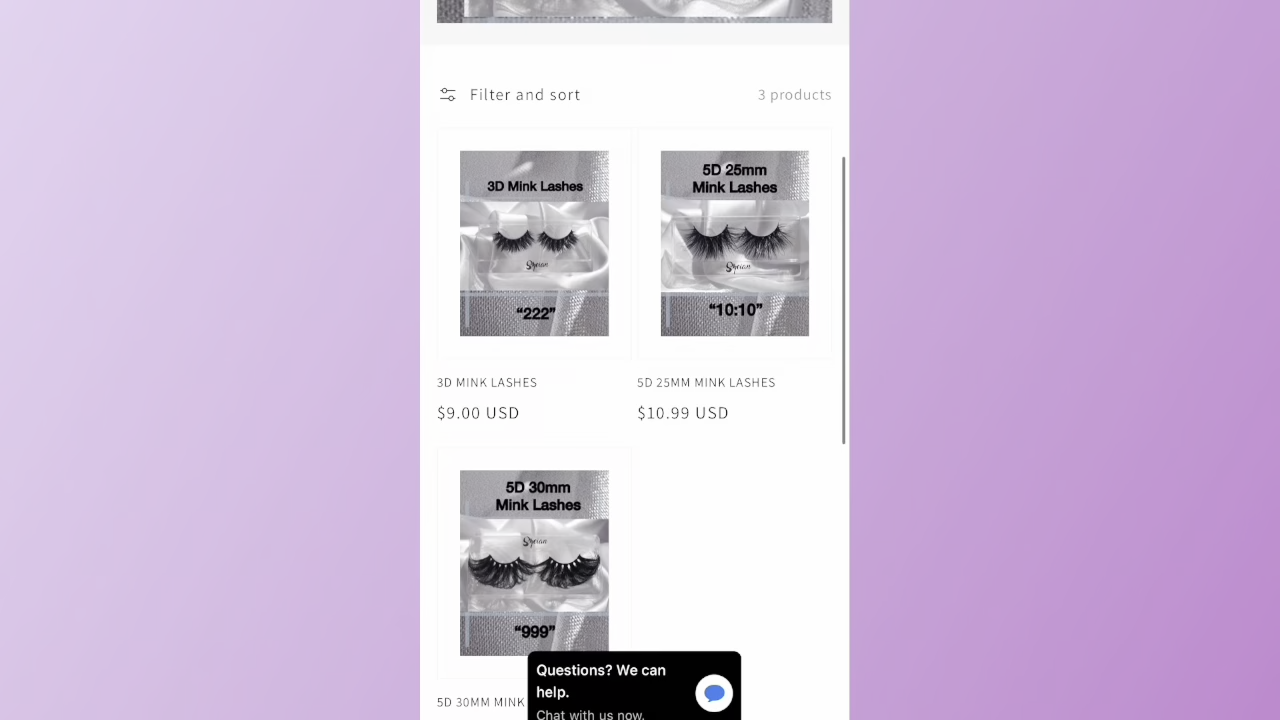 Filter and sort
3 products
3D Mink Lashes
“222”
5D 25mm
Mink Lashes
“10:10”
3D MINK LASHES
$9.00 USD
5D 25MM MINK LASHES
$10.99 USD
5D 30mm
Mink Lashes
“999”
5D 30MM MINK
Questions? We can
help.
Chat with us now.